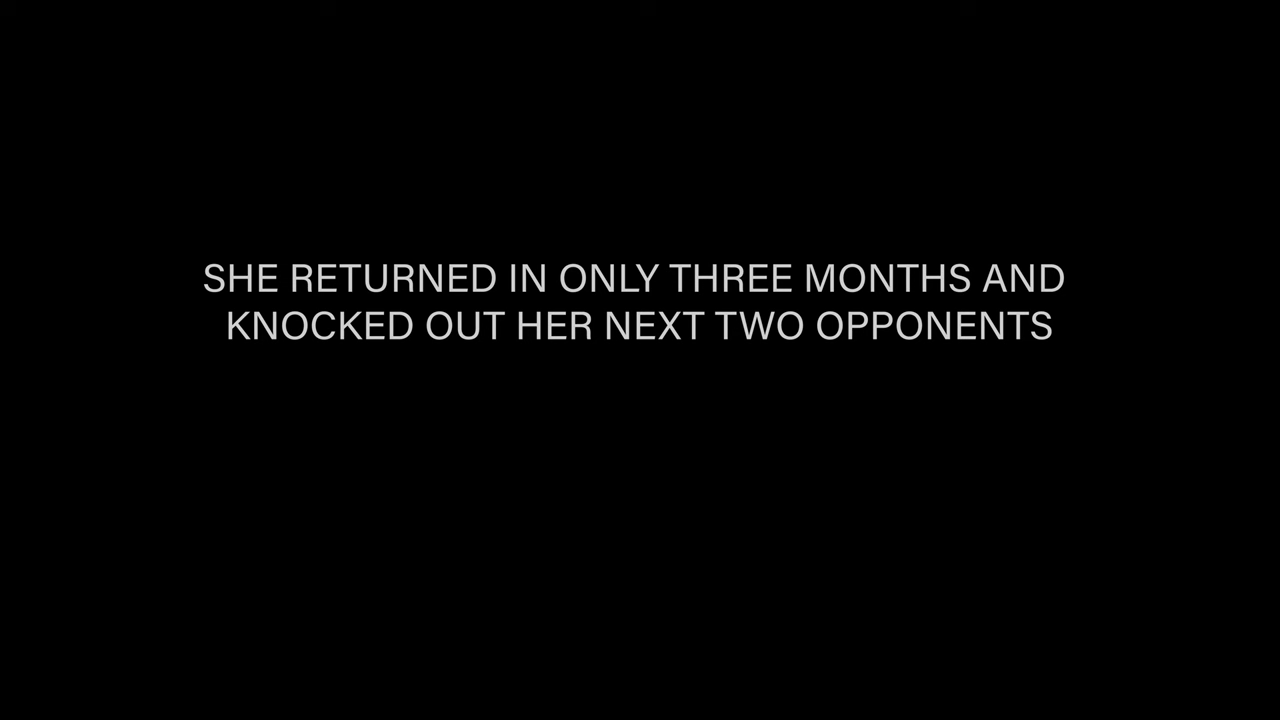 SHE RETURNED IN ONLY THREE MONTHS AND
KNOCKED OUT HER NEXT TWO OPPONENTS